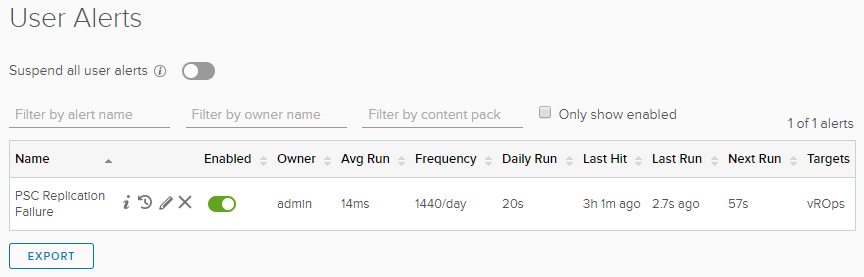 User Alerts
Suspend all user alerts i
Filter by alert name Filter by owner name Filter by content pack Only show enabled
1 of 1 alerts
Name Enabled Owner Avg Run Frequency Daily Run Last Hit Last Run Next Run Targets
PSC Replication Failure i admin 14ms 1440/day 20s 3h 1m ago 2.7s ago 57s vROps
EXPORT